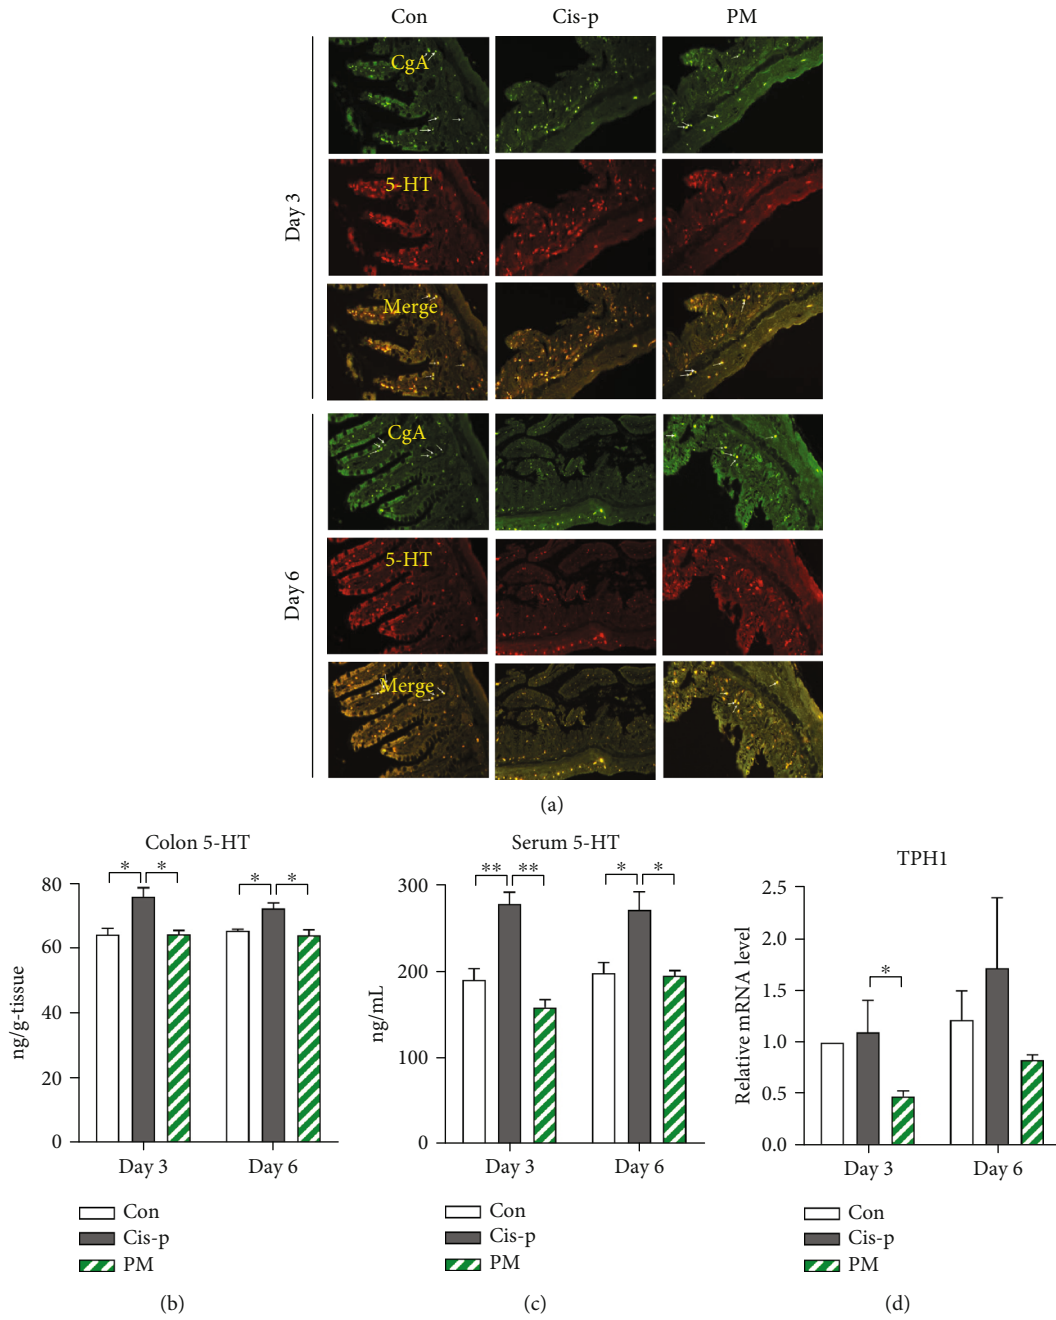 Con Cis-p PM
Day 3
CgA
5-HT
Merge
Day 6
CgA
5-HT
Merge
(a)
Colon 5-HT
ng/g-tissue
80
60
40
20
0
* *
* *
Day 3 Day 6
Con
Cis-p
PM
(b)
Serum 5-HT
ng/mL
300
200
100
0
** **
* *
Day 3 Day 6
Con
Cis-p
PM
(c)
TPH1
Relative mRNA level
2.5
2.0
1.5
1.0
0.5
0.0
*
Day 3 Day 6
Con
Cis-p
PM
(d)